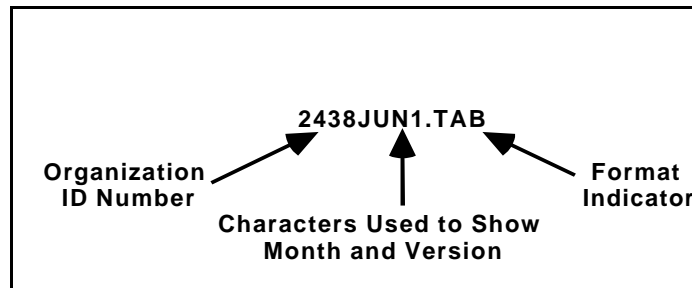 2438JUN1.TAB
Organization
ID Number
Characters Used to Show
Month and Version
Format
Indicator